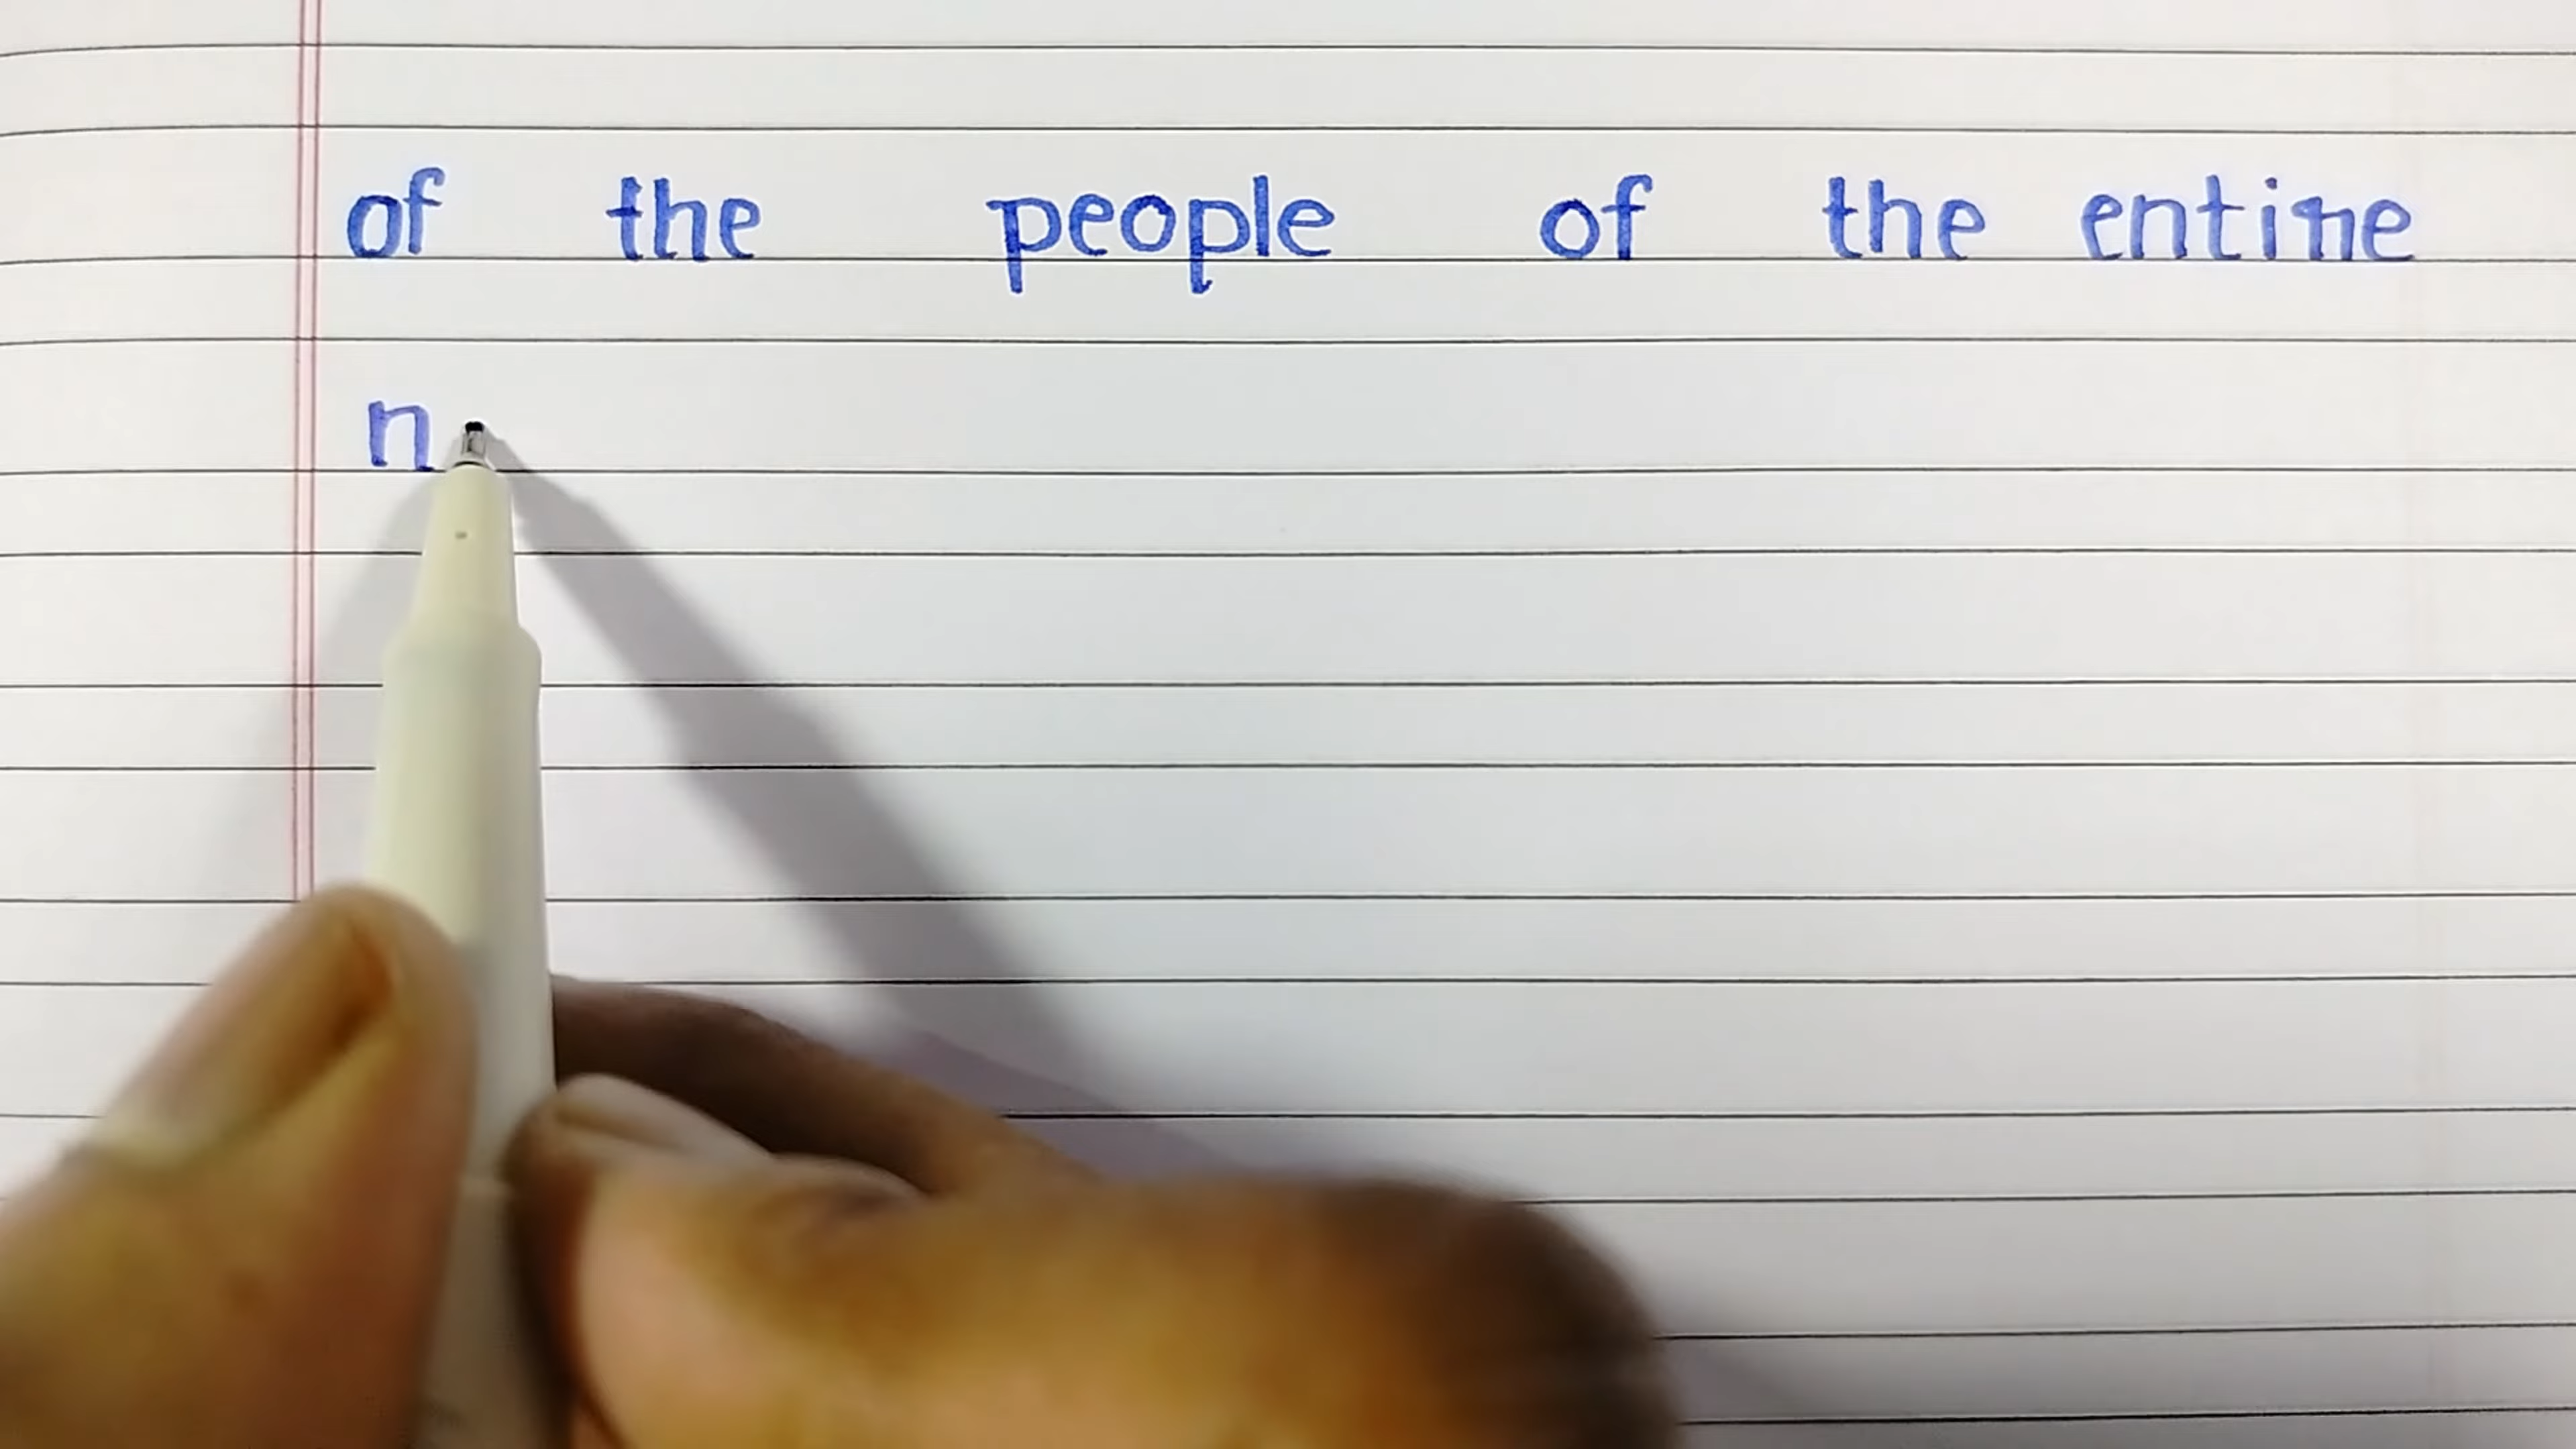 of the people of the entire
n